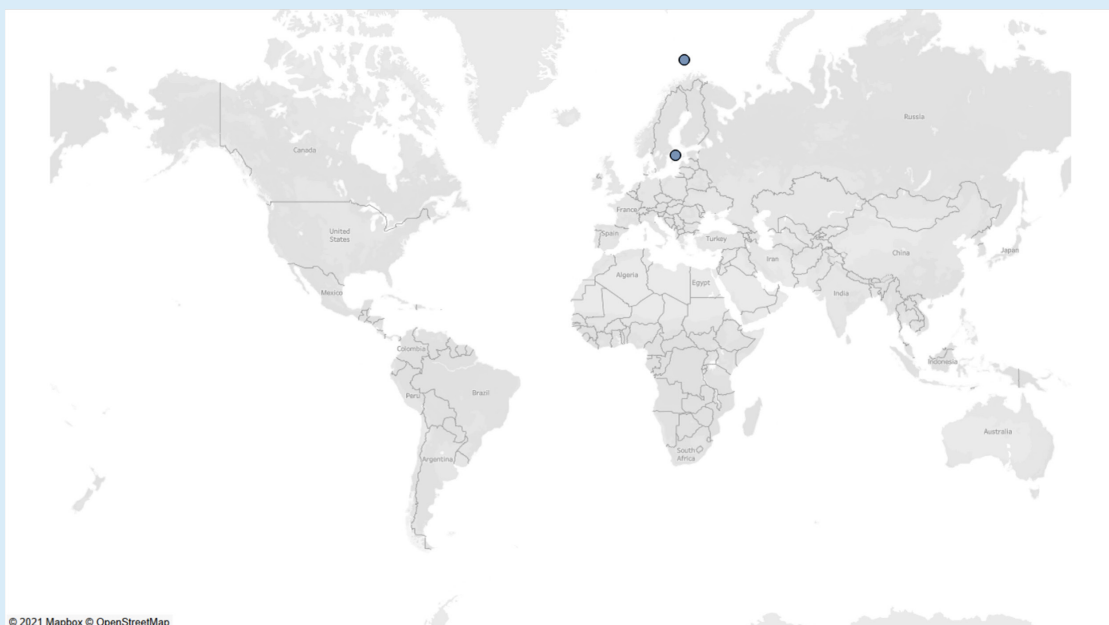 Russia
Canada
France
United
States
Spain
Turkey
Japan
China
Iran
Algeria
Egypt
Mexico
India
Colombia
Indonesia
Peru
Brazil
Australia
South
Africa
Argentina
© 2021 Mapbox © OpenStreetMap